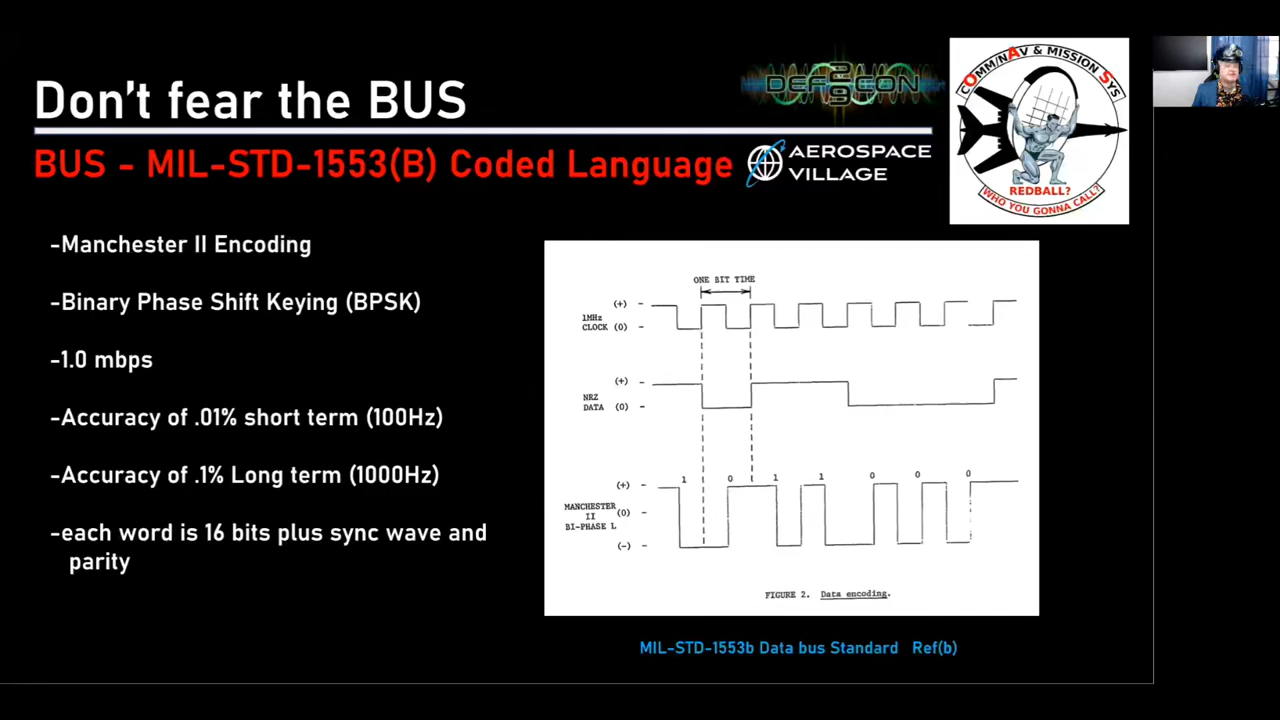 Don't fear the BUS
DEFCON
29
BUS - MIL-STD-1553(B) Coded Language
AEROSPACE
VILLAGE
COMM/NAV & MISSION SYS
REDBALL?
WHO YOU GONNA CALL?
-Manchester II Encoding
-Binary Phase Shift Keying (BPSK)
-1.0 mbps
-Accuracy of .01% short term (100Hz)
-Accuracy of .1% Long term (1000Hz)
-each word is 16 bits plus sync wave and
parity
ONE BIT TIME
(+)
1MHz
CLOCK (0)
(+)
NRZ
DATA (0)
1 0 1 1 0 0 0
(+)
MANCHESTER
II (0)
BI-PHASE L
(-)
FIGURE 2. Data encoding.
MIL-STD-1553b Data bus Standard Ref(b)